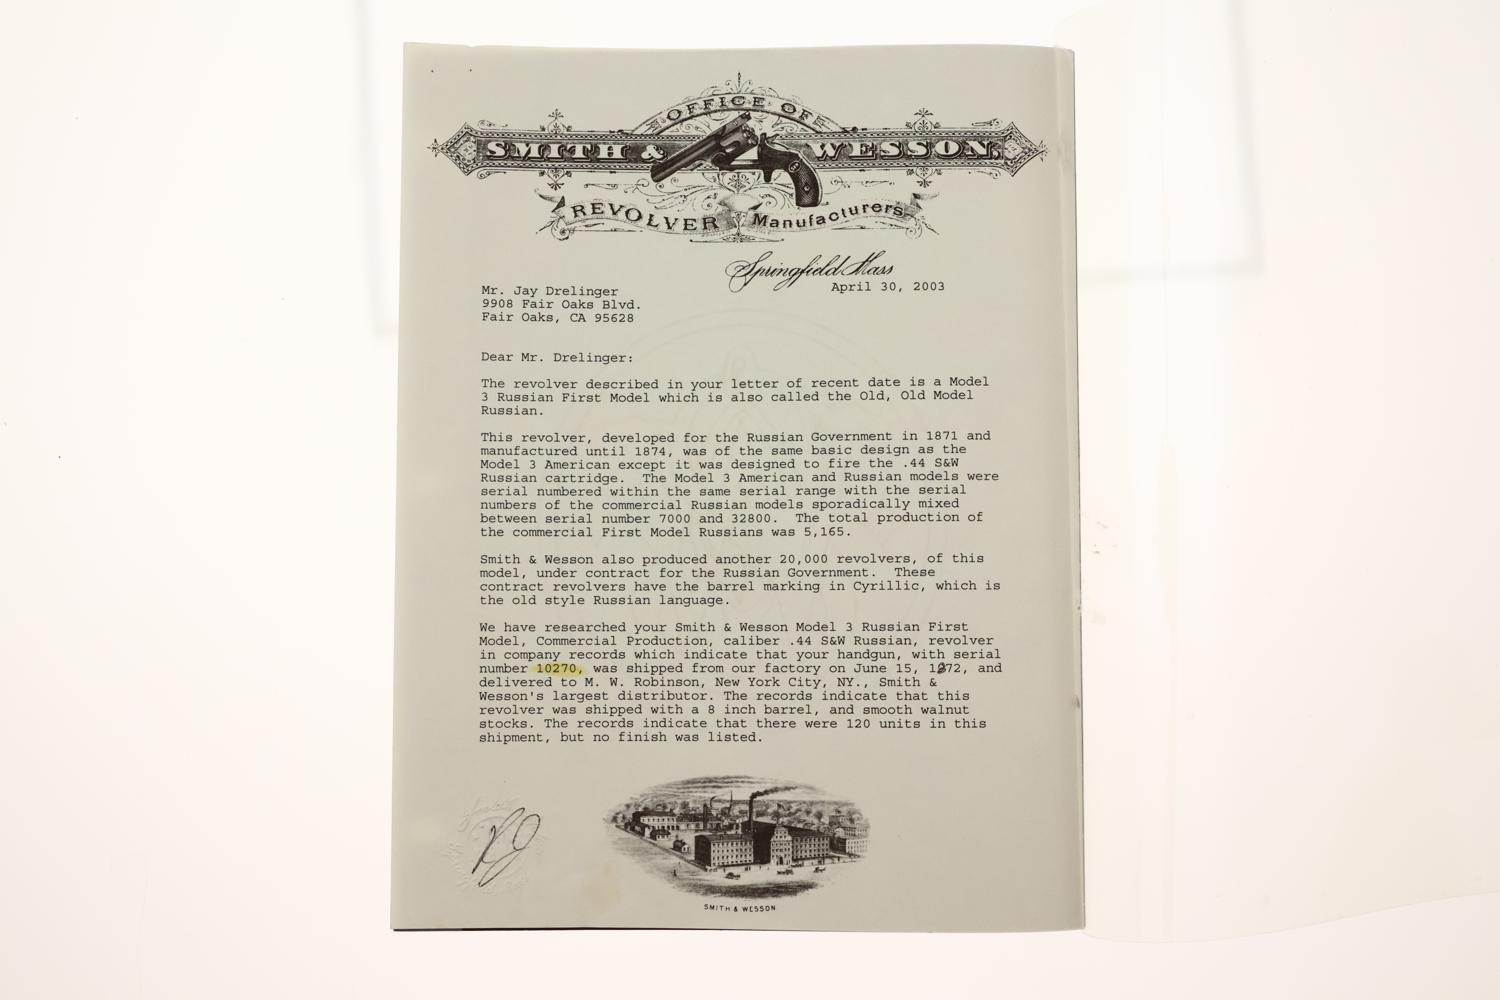 OFFICE OF
SMITH & WESSON.
REVOLVER Manufacturers.
Springfield Mass
April 30, 2003
Mr. Jay Drelinger
9908 Fair Oaks Blvd.
Fair Oaks, CA 95628
Dear Mr. Drelinger:
The revolver described in your letter of recent date is a Model
3 Russian First Model which is also called the Old, Old Model
Russian.
This revolver, developed for the Russian Government in 1871 and
manufactured until 1874, was of the same basic design as the
Model 3 American except it was designed to fire the .44 S&W
Russian cartridge. The Model 3 American and Russian models were
serial numbered within the same serial range with the serial
numbers of the commercial Russian models sporadically mixed
between serial number 7000 and 32800. The total production of
the commercial First Model Russians was 5,165.
Smith & Wesson also produced another 20,000 revolvers, of this
model, under contract for the Russian Government. These
contract revolvers have the barrel marking in Cyrillic, which is
the old style Russian language.
We have researched your Smith & Wesson Model 3 Russian First
Model, Commercial Production, caliber .44 S&W Russian, revolver
in company records which indicate that your handgun, with serial
number 10270, was shipped from our factory on June 15, 1872, and
delivered to M. W. Robinson, New York City, NY., Smith &
Wesson's largest distributor. The records indicate that this
revolver was shipped with a 8 inch barrel, and smooth walnut
stocks. The records indicate that there were 120 units in this
shipment, but no finish was listed.
SMITH & WESSON